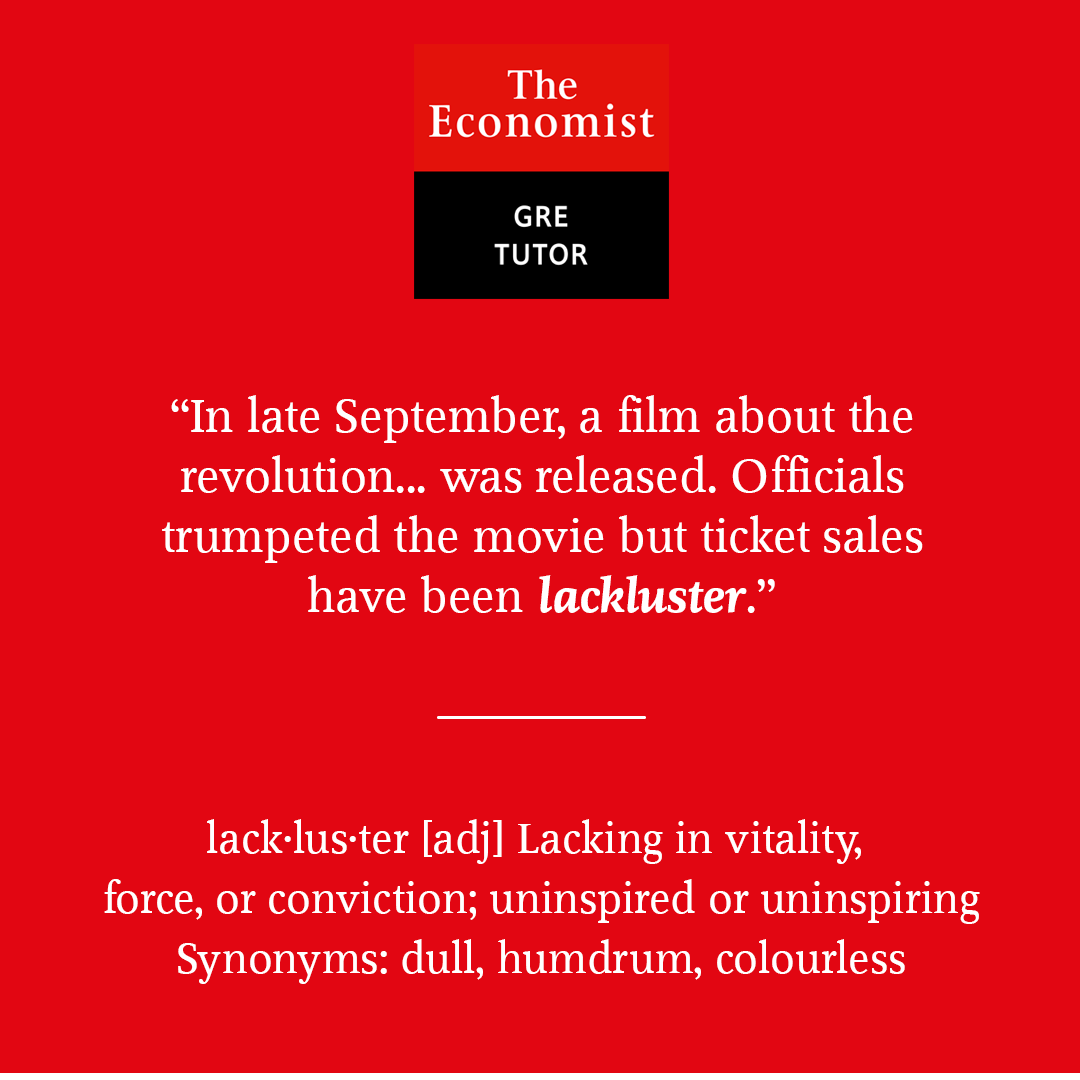 The
Economist
GRE
TUTOR
“In late September, a film about the
revolution... was released. Officials
trumpeted the movie but ticket sales
have been lackluster.”
lack·lus·ter [adj] Lacking in vitality,
force, or conviction; uninspired or uninspiring
Synonyms: dull, humdrum, colourless